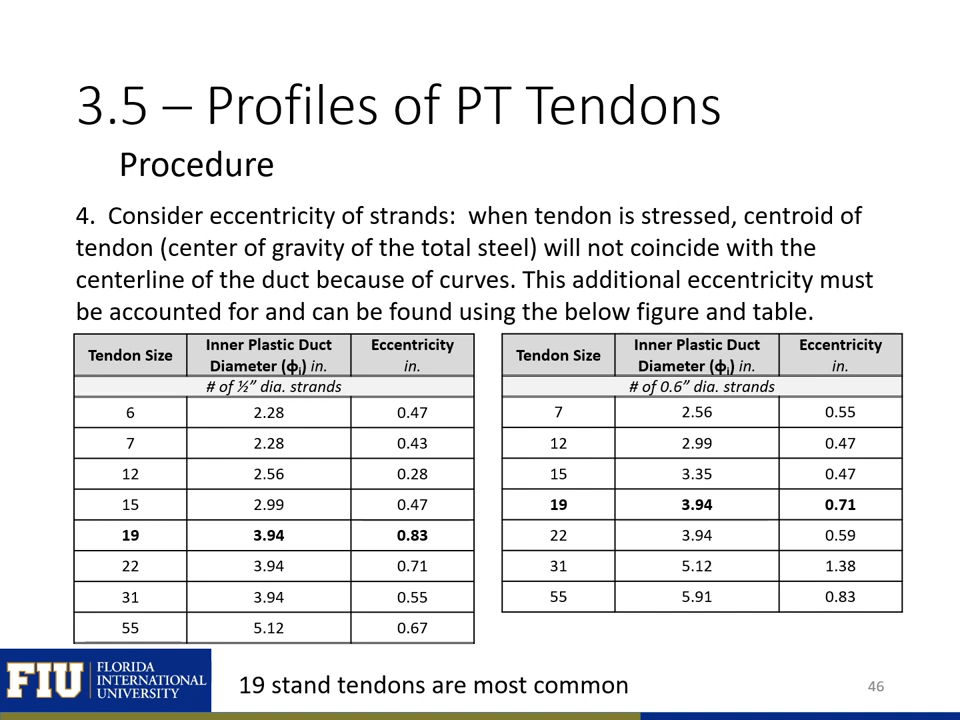 3.5 – Profiles of PT Tendons
Procedure
4. Consider eccentricity of strands: when tendon is stressed, centroid of
tendon (center of gravity of the total steel) will not coincide with the
centerline of the duct because of curves. This additional eccentricity must
be accounted for and can be found using the below figure and table.
Tendon Size Inner Plastic Duct Diameter (ϕi) in. Eccentricity in.
# of ½” dia. strands
6 2.28 0.47
7 2.28 0.43
12 2.56 0.28
15 2.99 0.47
19 3.94 0.83
22 3.94 0.71
31 3.94 0.55
55 5.12 0.67
Tendon Size Inner Plastic Duct Diameter (ϕi) in. Eccentricity in.
# of 0.6” dia. strands
7 2.56 0.55
12 2.99 0.47
15 3.35 0.47
19 3.94 0.71
22 3.94 0.59
31 5.12 1.38
55 5.91 0.83
FIU
FLORIDA
INTERNATIONAL
UNIVERSITY
19 stand tendons are most common
46